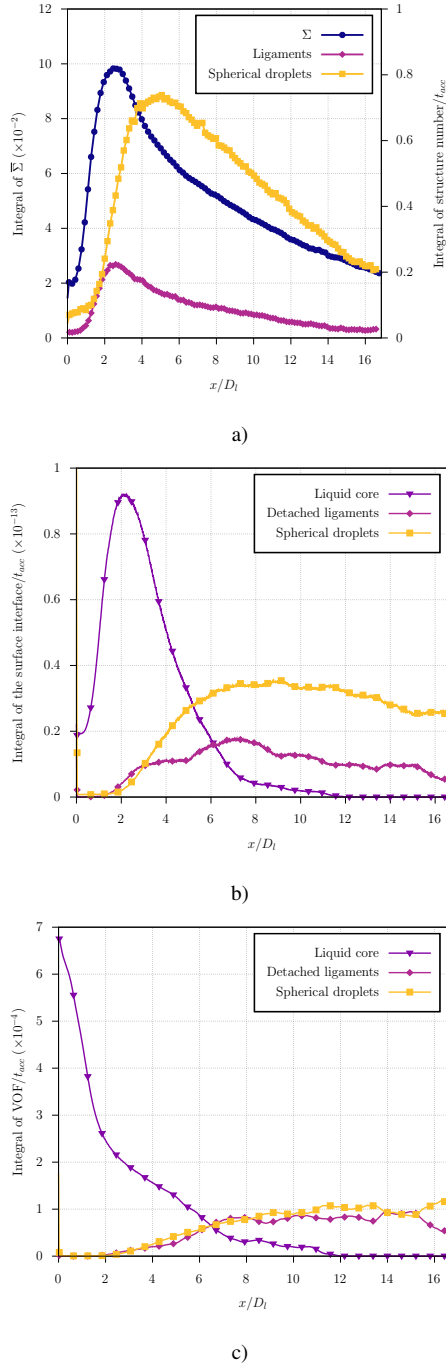 12
10
8
6
4
2
0
1
0.8
0.6
0.4
0.2
0
0 2 4 6 8 10 12 14 16
Integral of Σ̅ (×10⁻²)
Integral of structure number/t_acc
Σ
Ligaments
Spherical droplets
x/D_l
a)
1
0.8
0.6
0.4
0.2
0
0 2 4 6 8 10 12 14 16
Integral of the surface interface/t_acc (×10⁻¹³)
Liquid core
Detached ligaments
Spherical droplets
x/D_l
b)
7
6
5
4
3
2
1
0
0 2 4 6 8 10 12 14 16
Integral of VOF/t_acc (×10⁻⁴)
Liquid core
Detached ligaments
Spherical droplets
x/D_l
c)